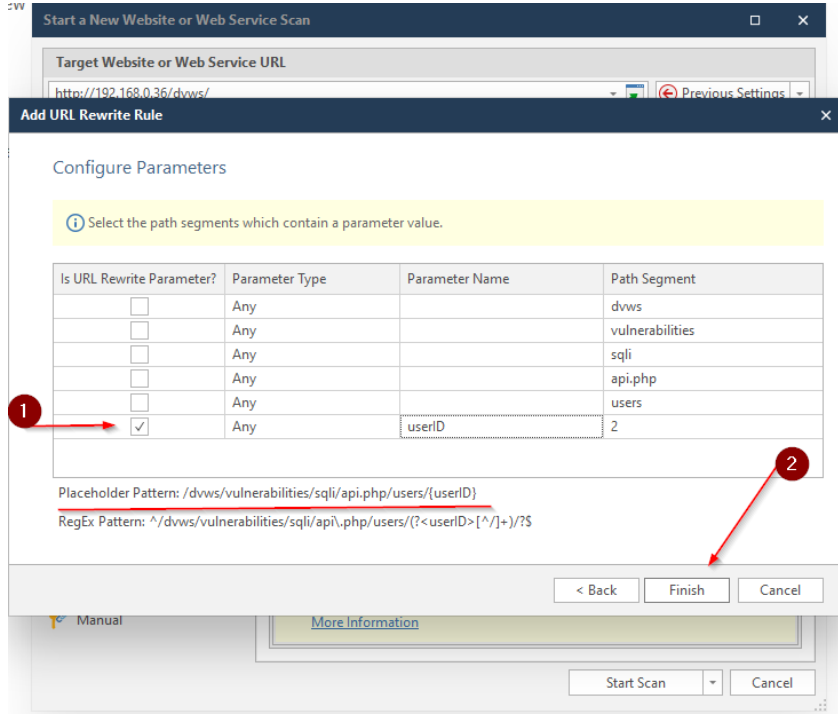 ew
Start a New Website or Web Service Scan
Target Website or Web Service URL
http://192.168.0.36/dvws/
Previous Settings
Add URL Rewrite Rule
Configure Parameters
Select the path segments which contain a parameter value.
Is URL Rewrite Parameter? Parameter Type Parameter Name Path Segment
Any dvws
Any vulnerabilities
Any sqli
Any api.php
Any users
1
Any userID 2
2
Placeholder Pattern: /dvws/vulnerabilities/sqli/api.php/users/{userID}
RegEx Pattern: ^/dvws/vulnerabilities/sqli/api\.php/users/(?<userID>[^/]+)/?$
< Back Finish Cancel
Manual
More Information
Start Scan Cancel